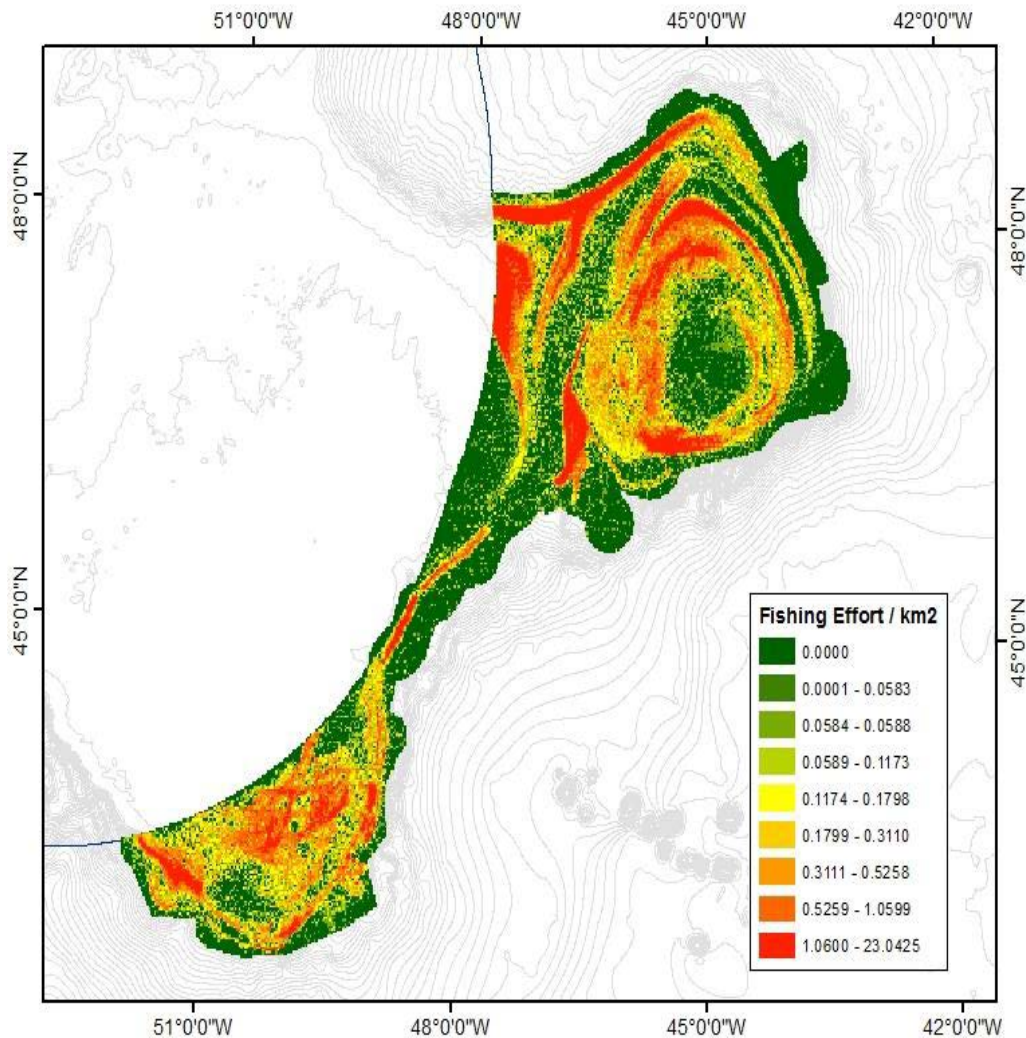 51°0'0"W 48°0'0"W 45°0'0"W 42°0'0"W
48°0'0"N
48°0'0"N
45°0'0"N
45°0'0"N
Fishing Effort / km2
0.0000
0.0001 - 0.0583
0.0584 - 0.0588
0.0589 - 0.1173
0.1174 - 0.1798
0.1799 - 0.3110
0.3111 - 0.5258
0.5259 - 1.0599
1.0600 - 23.0425
51°0'0"W 48°0'0"W 45°0'0"W 42°0'0"W